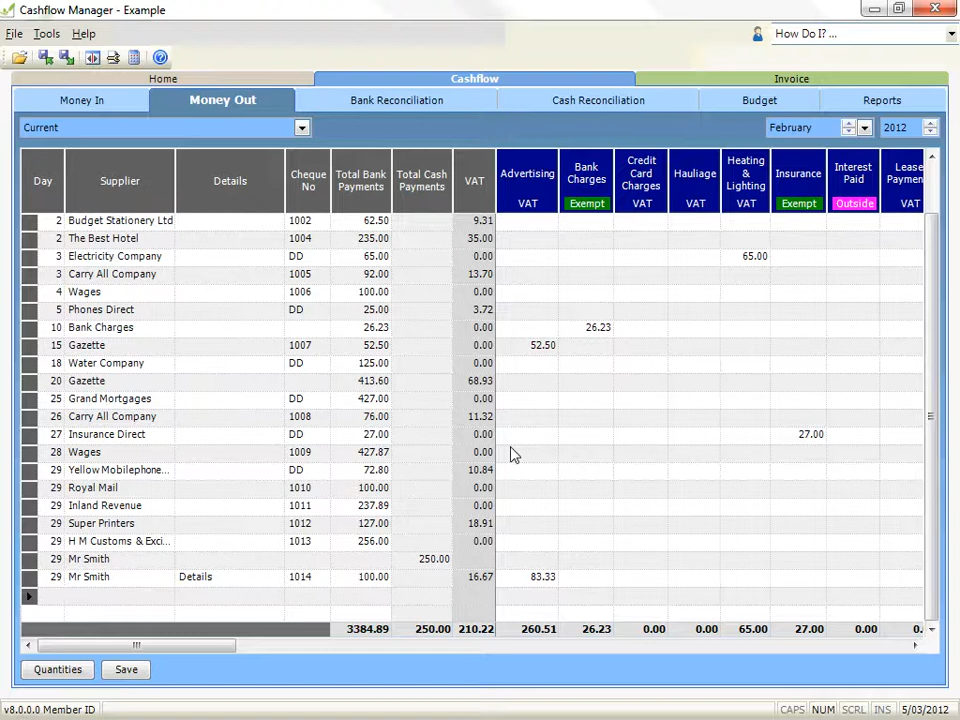 Cashflow Manager - Example
File Tools Help
How Do I? ...
Home Cashflow Invoice
Money In Money Out Bank Reconciliation Cash Reconciliation Budget Reports
Current February 2012
Day Supplier Details Cheque No Total Bank Payments Total Cash Payments VAT Advertising VAT Bank Charges Exempt Credit Card Charges VAT Hauliage VAT Heating & Lighting VAT Insurance Exempt Interest Paid Outside Lease Paymen VAT
2 Budget Stationery Ltd 1002 62.50 9.31
2 The Best Hotel 1004 235.00 35.00
3 Electricity Company DD 65.00 0.00 65.00
3 Carry All Company 1005 92.00 13.70
4 Wages 1006 100.00 0.00
5 Phones Direct DD 25.00 3.72
10 Bank Charges 26.23 0.00 26.23
15 Gazette 1007 52.50 0.00 52.50
18 Water Company DD 125.00 0.00
20 Gazette 413.60 68.93
25 Grand Mortgages DD 427.00 0.00
26 Carry All Company 1008 76.00 11.32
27 Insurance Direct DD 27.00 0.00 27.00
28 Wages 1009 427.87 0.00
29 Yellow Mobilephone... DD 72.80 10.84
29 Royal Mail 1010 100.00 0.00
29 Inland Revenue 1011 237.89 0.00
29 Super Printers 1012 127.00 18.91
29 H M Customs & Exci... 1013 256.00 0.00
29 Mr Smith 250.00
29 Mr Smith Details 1014 100.00 16.67 83.33
3384.89 250.00 210.22 260.51 26.23 0.00 0.00 65.00 27.00 0.00 0.
Quantities Save
v8.0.0.0 Member ID CAPS NUM SCRL INS 5/03/2012